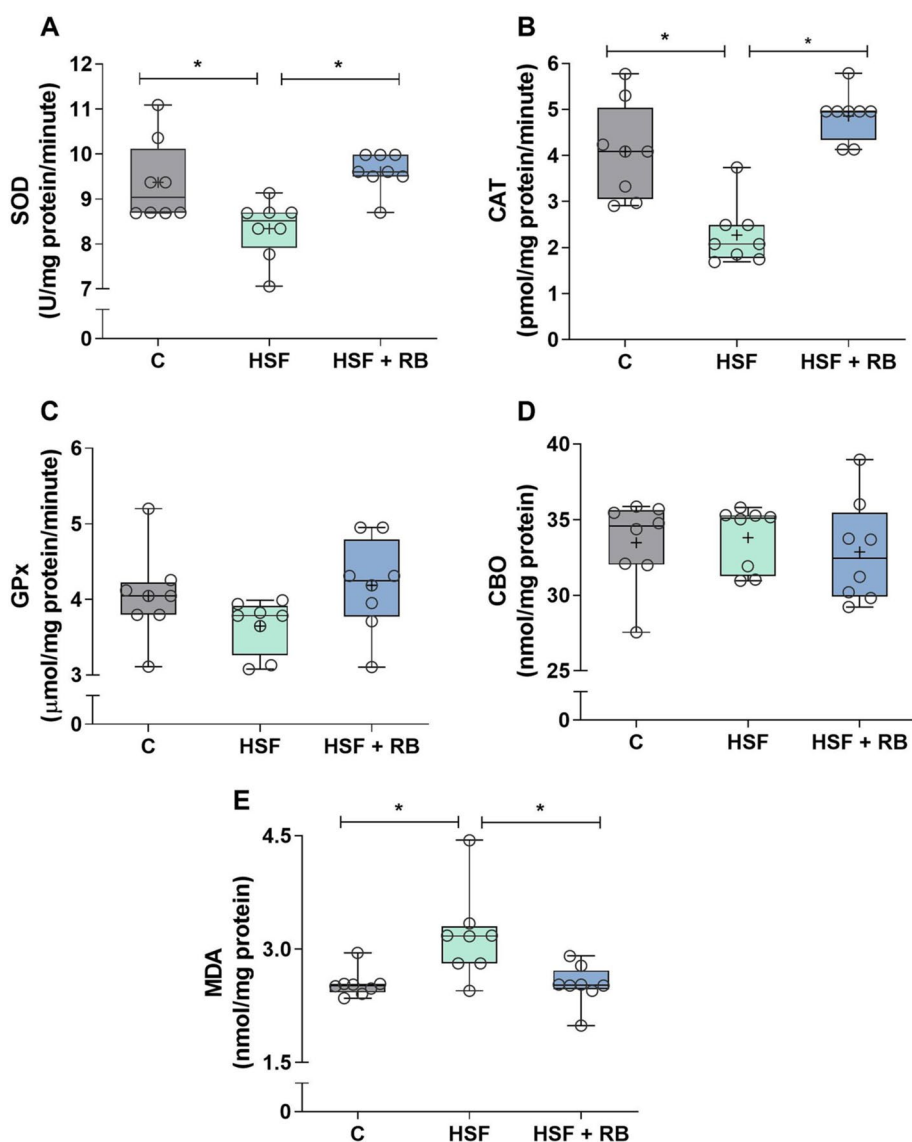 A
SOD
(U/mg protein/minute)
12
11
10
9
8
7
0
*
*
C
HSF
HSF + RB
B
CAT
(pmol/mg protein/minute)
6
5
4
3
2
1
0
*
*
C
HSF
HSF + RB
C
GPx
(μmol/mg protein/minute)
6
5
4
3
0
C
HSF
HSF + RB
D
CBO
(nmol/mg protein)
40
35
30
25
0
C
HSF
HSF + RB
E
MDA
(nmol/mg protein)
4.5
3.0
1.5
0
*
*
C
HSF
HSF + RB